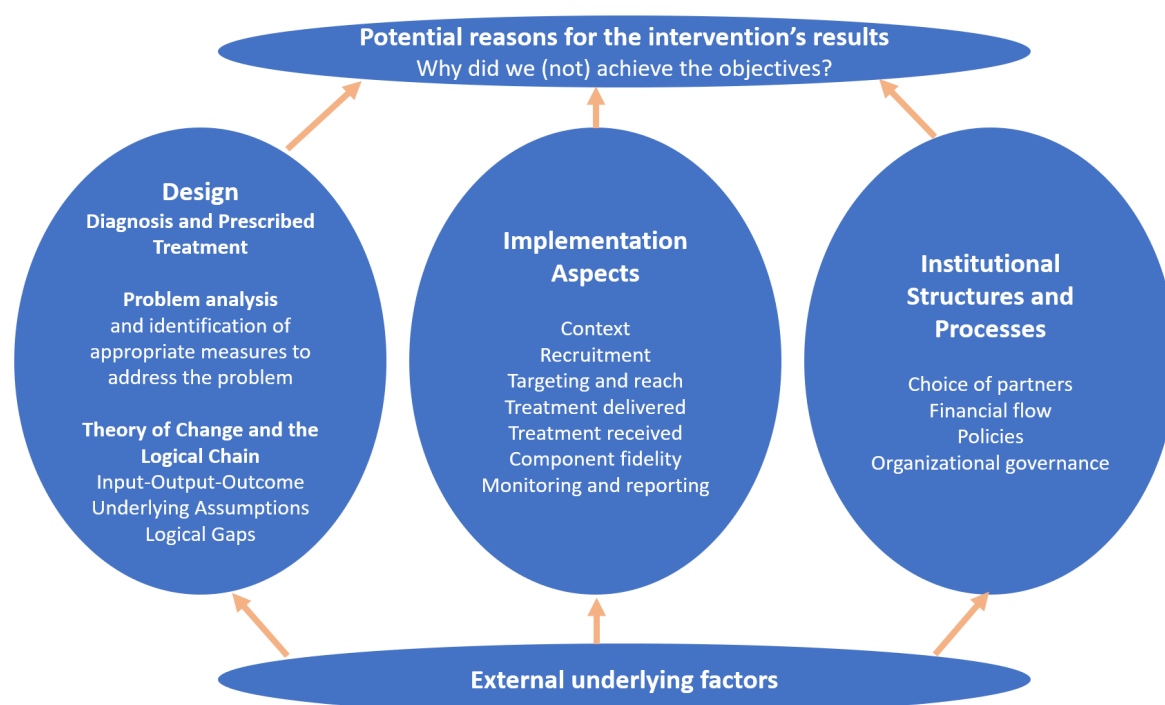 Potential reasons for the intervention's results
Why did we (not) achieve the objectives?
Design
Diagnosis and Prescribed
Treatment
Problem analysis
and identification of
appropriate measures to
address the problem
Theory of Change and the
Logical Chain
Input-Output-Outcome
Underlying Assumptions
Logical Gaps
Implementation
Aspects
Context
Recruitment
Targeting and reach
Treatment delivered
Treatment received
Component fidelity
Monitoring and reporting
Institutional
Structures and
Processes
Choice of partners
Financial flow
Policies
Organizational governance
External underlying factors